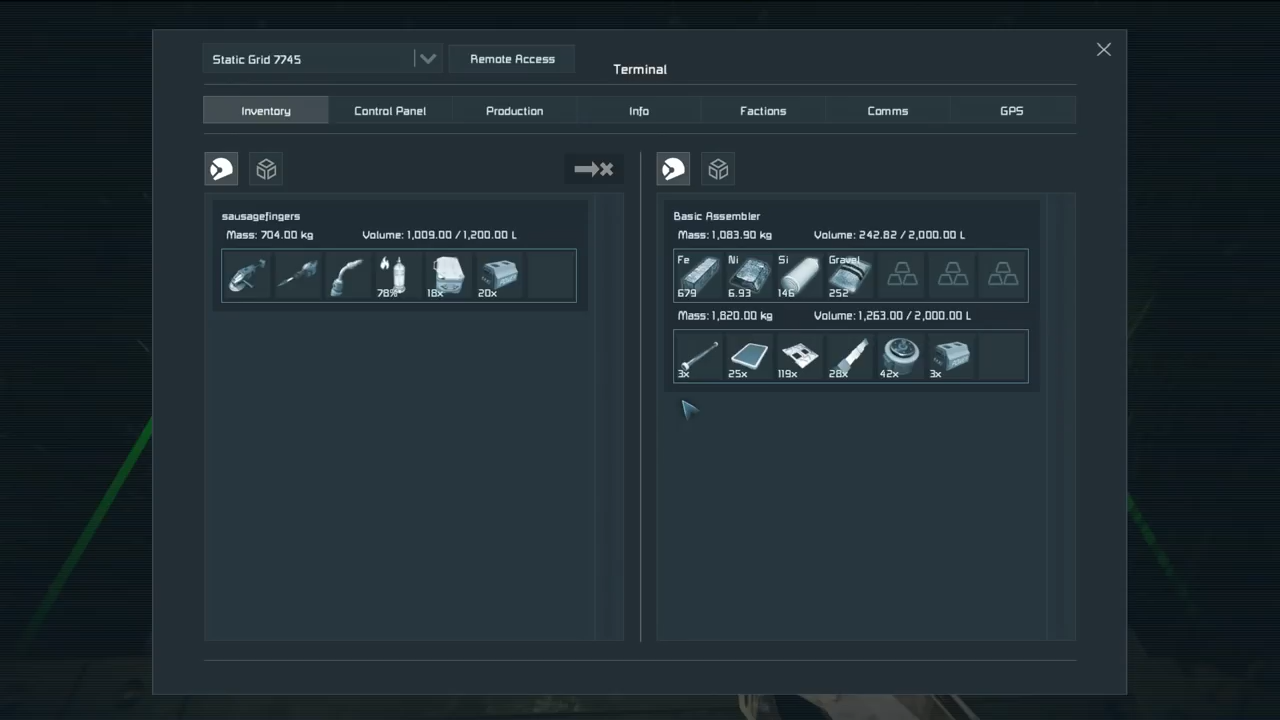 Static Grid 7745
Remote Access
Terminal
Inventory
Control Panel
Production
Info
Factions
Comms
GPS
sausagefingers
Mass: 704.00 kg
Volume: 1,009.00 / 1,200.00 L
78%
18x
20x
Basic Assembler
Mass: 1,083.90 kg
Volume: 242.82 / 2,000.00 L
Fe
Ni
Si
Gravel
679
6.93
146
252
Mass: 1,820.00 kg
Volume: 1,263.00 / 2,000.00 L
3x
25x
119x
28x
42x
3x